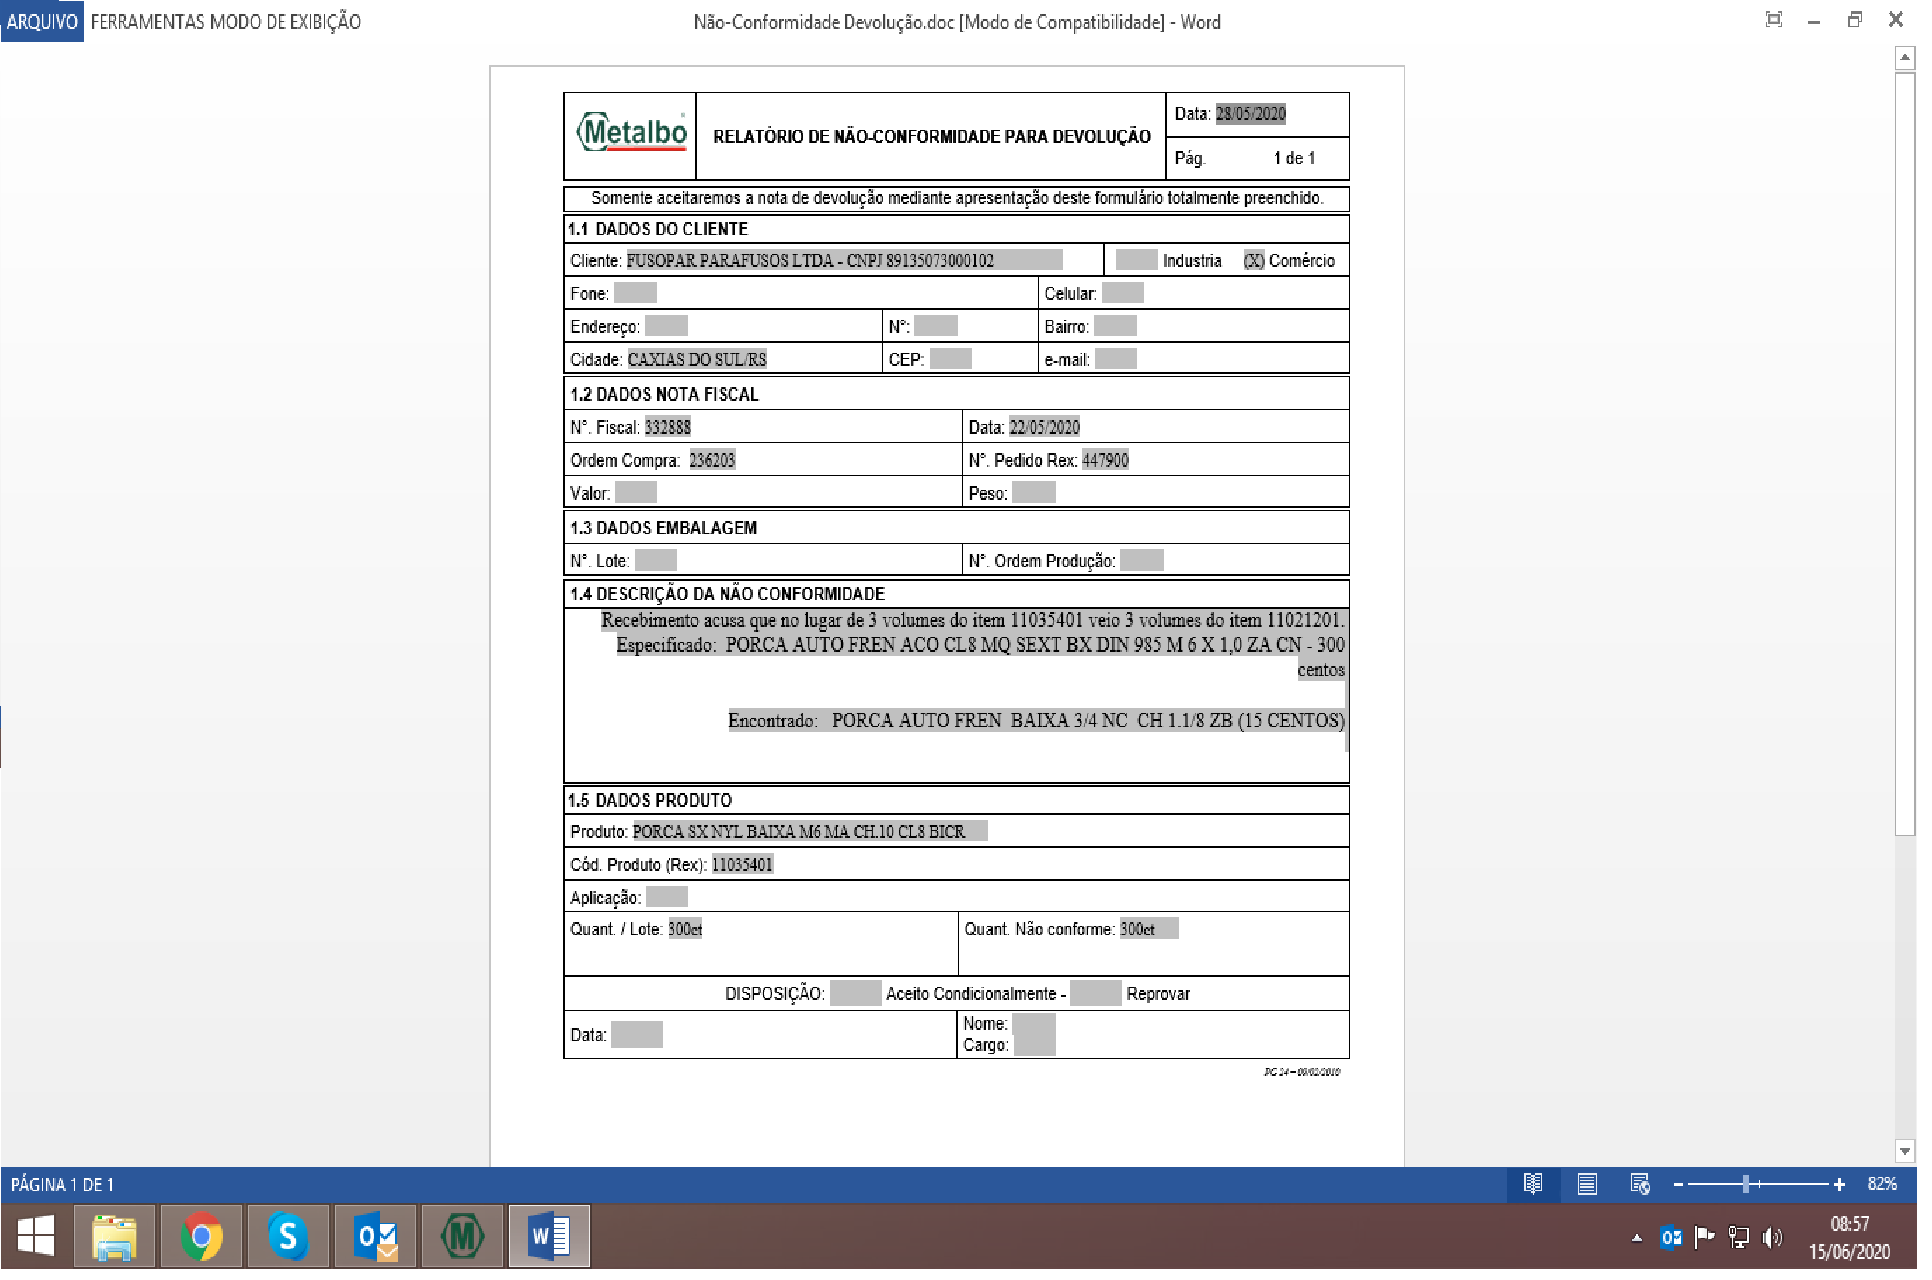 ARQUIVO FERRAMENTAS MODO DE EXIBIÇÃO
Não-Conformidade Devolução.doc [Modo de Compatibilidade] - Word
Metalbo
RELATÓRIO DE NÃO-CONFORMIDADE PARA DEVOLUÇÃO
Data: 28/05/2020
Pág. 1 de 1
Somente aceitaremos a nota de devolução mediante apresentação deste formulário totalmente preenchido.
1.1 DADOS DO CLIENTE
Cliente: FUSOPAR PARAFUSOS LTDA - CNPJ 89135073000102 Industria (X) Comércio
Fone: Celular:
Endereço: N°: Bairro:
Cidade: CAXIAS DO SUL/RS CEP: e-mail:
1.2 DADOS NOTA FISCAL
N°. Fiscal: 332888 Data: 22/05/2020
Ordem Compra: 236203 N°. Pedido Rex: 447900
Valor: Peso:
1.3 DADOS EMBALAGEM
N°. Lote: N°. Ordem Produção:
1.4 DESCRIÇÃO DA NÃO CONFORMIDADE
Recebimento acusa que no lugar de 3 volumes do item 11035401 veio 3 volumes do item 11021201.
Especificado: PORCA AUTO FREN ACO CL8 MQ SEXT BX DIN 985 M 6 X 1,0 ZA CN - 300
centos
Encontrado: PORCA AUTO FREN BAIXA 3/4 NC CH 1.1/8 ZB (15 CENTOS)
1.5 DADOS PRODUTO
Produto: PORCA SX NYL BAIXA M6 MA CH.10 CL8 BICR
Cód. Produto (Rex): 11035401
Aplicação:
Quant. / Lote: 300ct Quant. Não conforme: 300ct
DISPOSIÇÃO: Aceito Condicionalmente - Reprovar
Data: Nome:
Cargo:
PG 24 – 09/02/2010
PÁGINA 1 DE 1
82%
08:57
15/06/2020